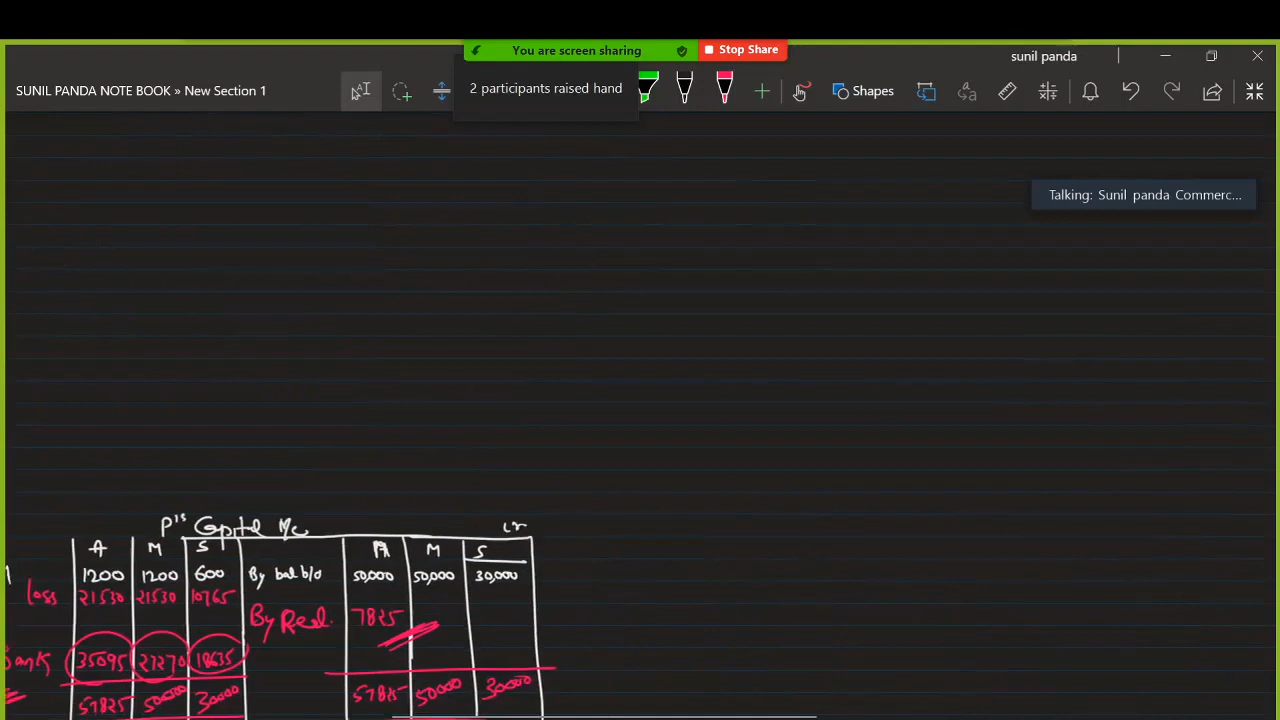 You are screen sharing Stop Share
sunil panda
SUNIL PANDA NOTE BOOK » New Section 1
2 participants raised hand
Shapes
Talking: Sunil panda Commerc...
P's Capital A/c Cr
A M S A M S
1200 1200 600 By bal b/d 50,000 50,000 30,000
loss 21530 21530 10765
By Real. 7825
Bank 35095 27270 18635
57825 50000 30000 57825 50000 30000